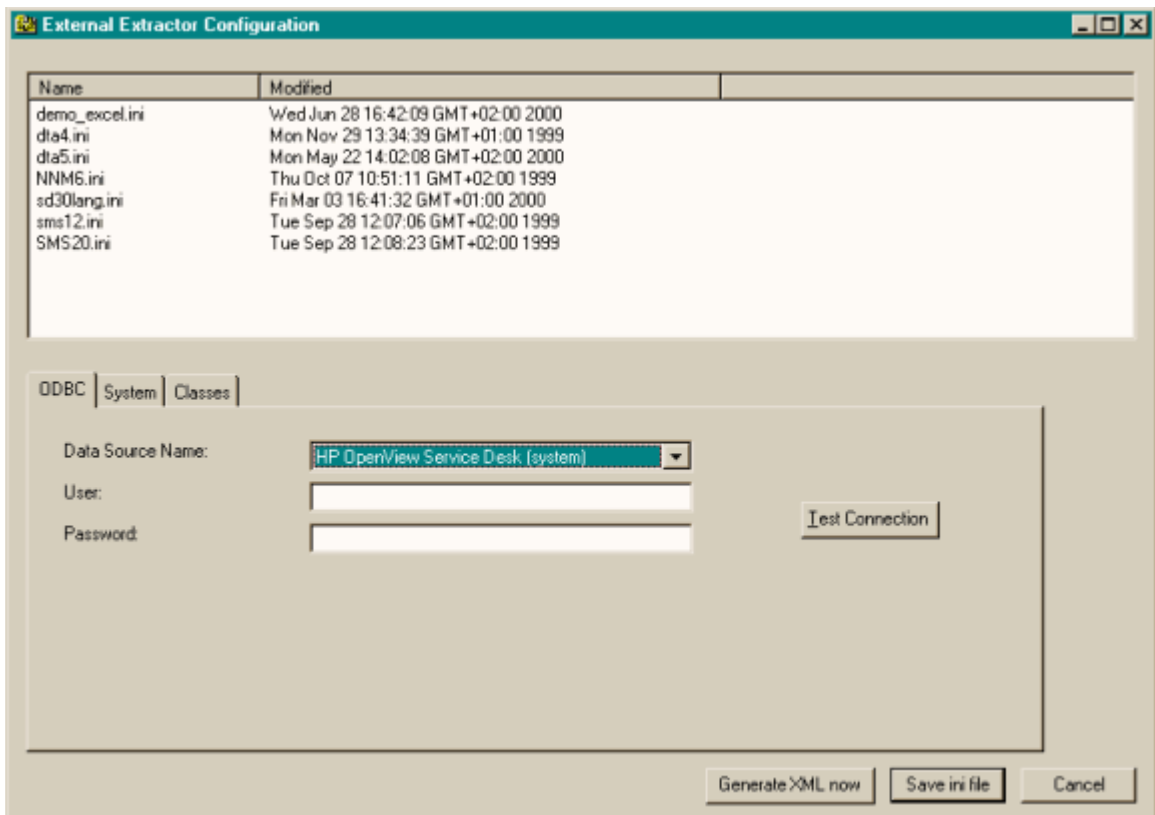 External Extractor Configuration
Name Modified
demo_excel.ini Wed Jun 28 16:42:09 GMT+02:00 2000
dta4.ini Mon Nov 29 13:34:39 GMT+01:00 1999
dta5.ini Mon May 22 14:02:08 GMT+02:00 2000
NNM6.ini Thu Oct 07 10:51:11 GMT+02:00 1999
sd30lang.ini Fri Mar 03 16:41:32 GMT+01:00 2000
sms12.ini Tue Sep 28 12:07:06 GMT+02:00 1999
SMS20.ini Tue Sep 28 12:08:23 GMT+02:00 1999
ODBC System Classes
Data Source Name: HP OpenView Service Desk (system)
User:
Test Connection
Password:
Generate XML now Save ini file Cancel